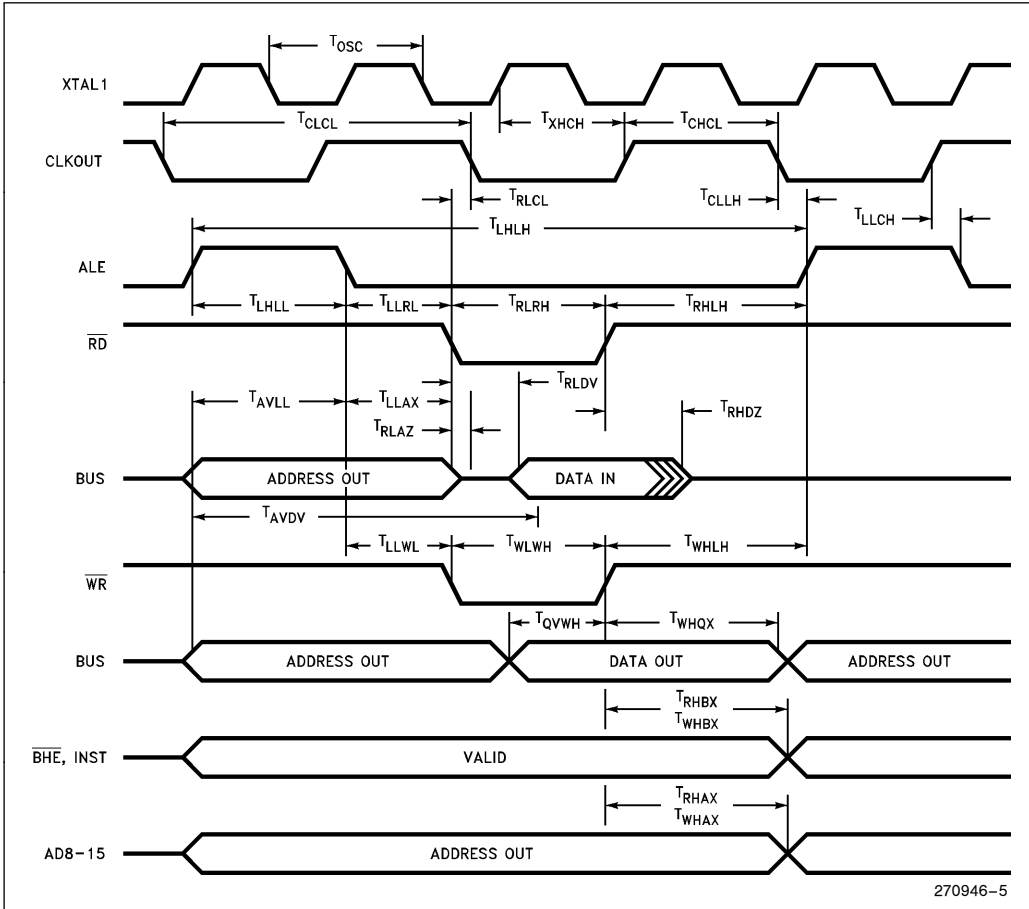 TOSC
XTAL1
TCLCL TXHCH TCHCL
CLKOUT
TRLCL TCLLH
TLHLH TLLCH
ALE
TLHLL TLLRL TRLRH TRHLH
RD
TRLDV
TAVLL TLLAX TRHDZ
TRLAZ
BUS ADDRESS OUT DATA IN
TAVDV
TLLWL TWLWH TWHLH
WR
TQVWH TWHQX
BUS ADDRESS OUT DATA OUT ADDRESS OUT
TRHBX
TWHBX
BHE, INST VALID
TRHAX
TWHAX
AD8-15 ADDRESS OUT
270946-5